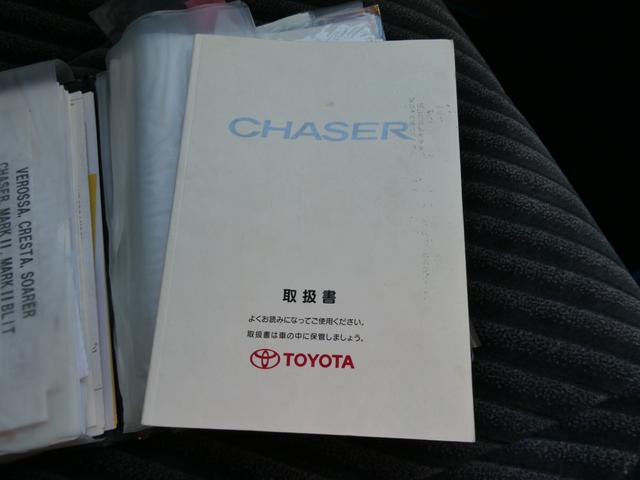 VEROSSA, CRESTA, SOARER
CHASER, MARK II, MARK II BLIT
CHASER
取扱書
よくお読みになってご使用ください。
取扱書は車の中に保管しましょう。
TOYOTA